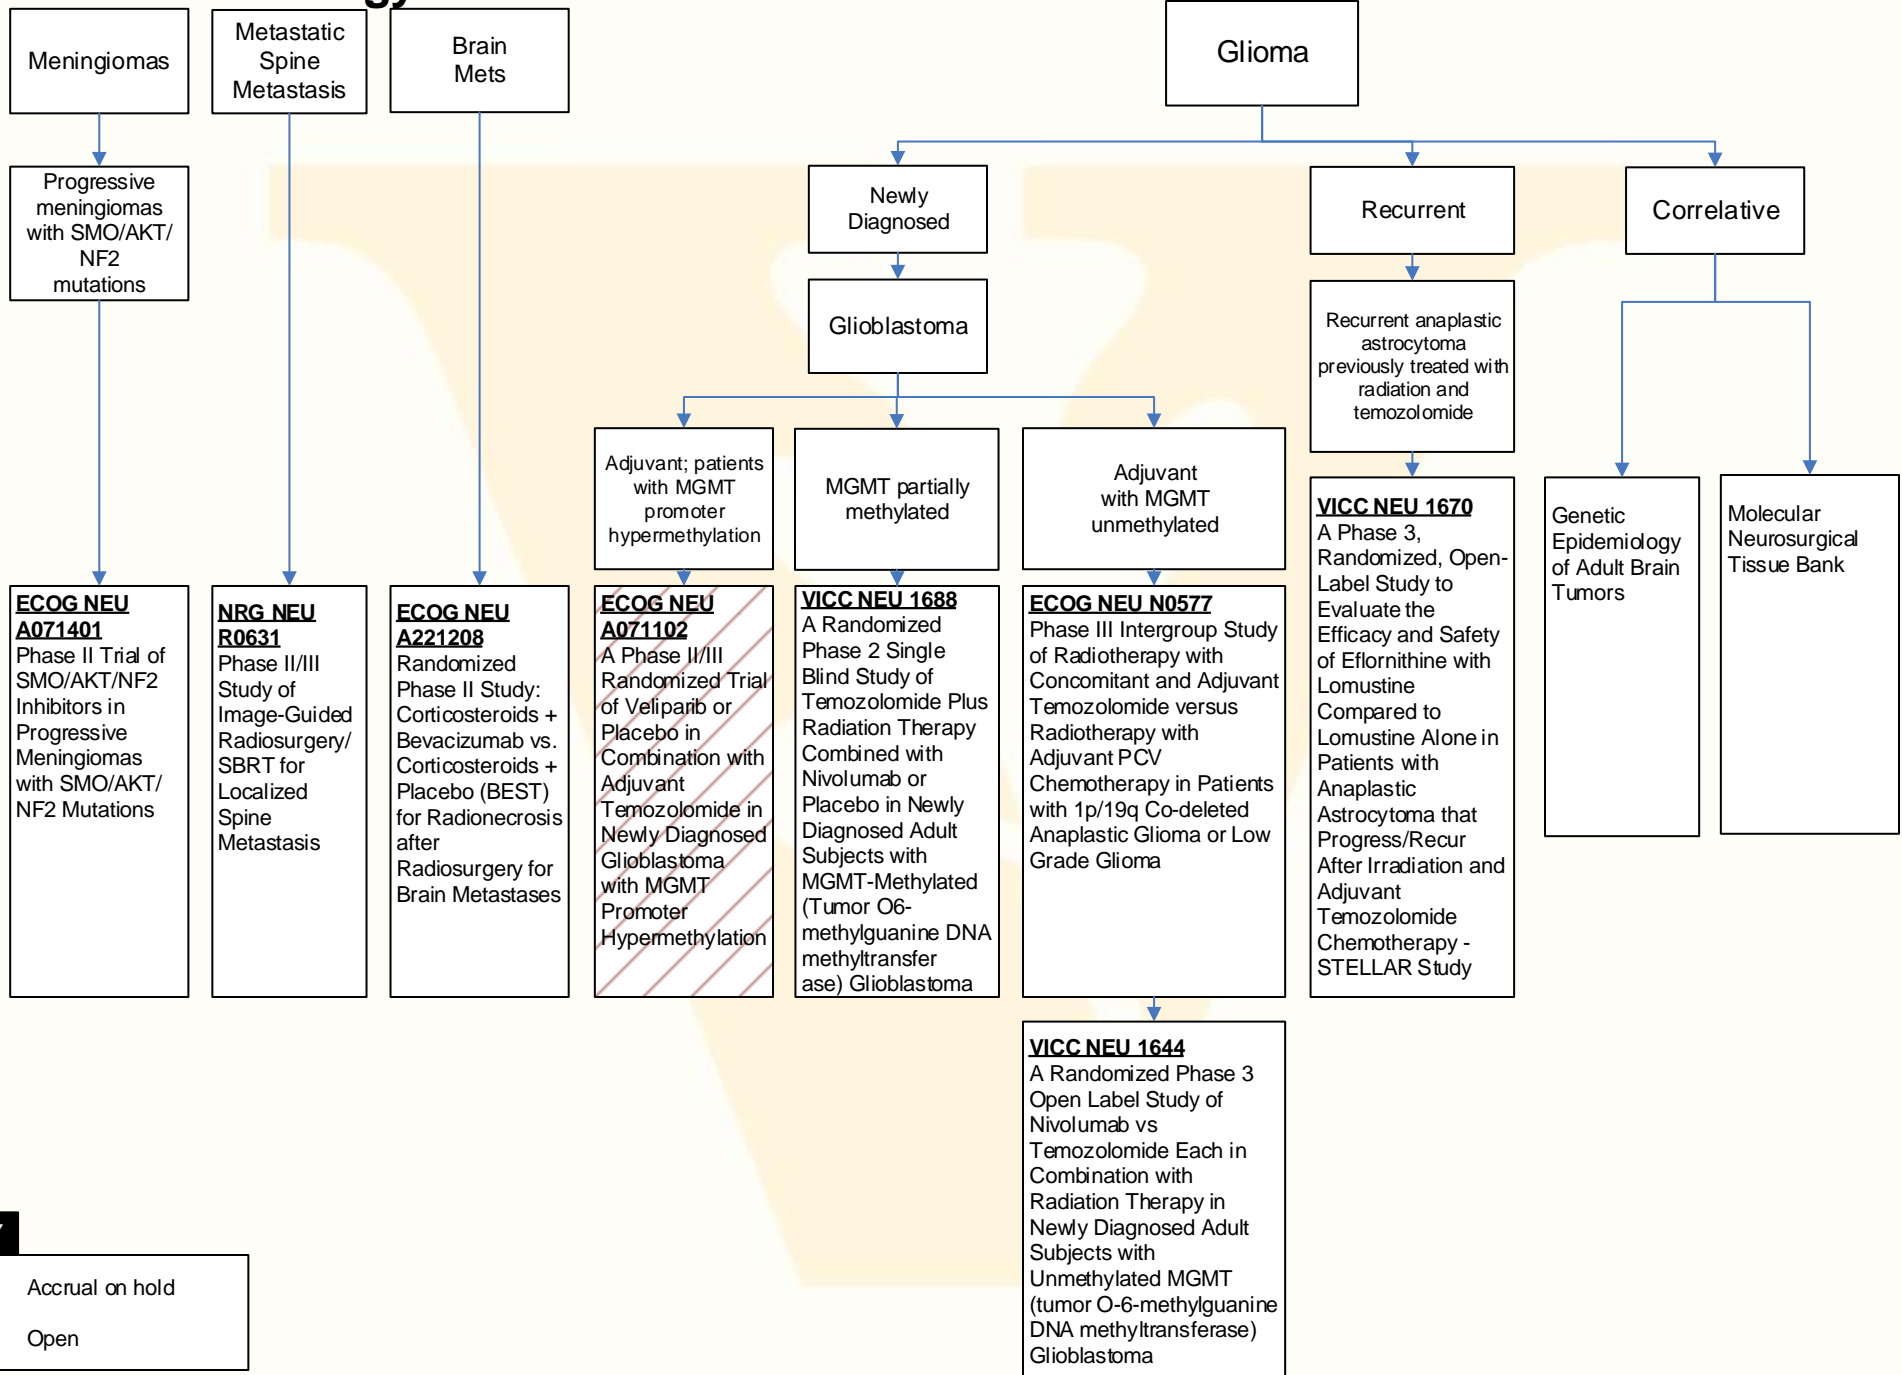 gy
Meningiomas
Metastatic
Spine
Metastasis
Brain
Mets
Glioma
Progressive
meningiomas
with SMO/AKT/
NF2
mutations
Newly
Diagnosed
Recurrent
Correlative
Glioblastoma
Recurrent anaplastic
astrocytoma
previously treated with
radiation and
temozolomide
Adjuvant; patients
with MGMT
promoter
hypermethylation
MGMT partially
methylated
Adjuvant
with MGMT
unmethylated
ECOG NEU
A071401
Phase II Trial of
SMO/AKT/NF2
Inhibitors in
Progressive
Meningiomas
with SMO/AKT/
NF2 Mutations
NRG NEU
R0631
Phase II/III
Study of
Image-Guided
Radiosurgery/
SBRT for
Localized
Spine
Metastasis
ECOG NEU
A221208
Randomized
Phase II Study:
Corticosteroids +
Bevacizumab vs.
Corticosteroids +
Placebo (BEST)
for Radionecrosis
after
Radiosurgery for
Brain Metastases
ECOG NEU
A071102
A Phase II/III
Randomized Trial
of Veliparib or
Placebo in
Combination with
Adjuvant
Temozolomide in
Newly Diagnosed
Glioblastoma
with MGMT
Promoter
Hypermethylation
VICC NEU 1688
A Randomized
Phase 2 Single
Blind Study of
Temozolomide Plus
Radiation Therapy
Combined with
Nivolumab or
Placebo in Newly
Diagnosed Adult
Subjects with
MGMT-Methylated
(Tumor O6-
methylguanine DNA
methyltransfer
ase) Glioblastoma
ECOG NEU N0577
Phase III Intergroup Study
of Radiotherapy with
Concomitant and Adjuvant
Temozolomide versus
Radiotherapy with
Adjuvant PCV
Chemotherapy in Patients
with 1p/19q Co-deleted
Anaplastic Glioma or Low
Grade Glioma
VICC NEU 1644
A Randomized Phase 3
Open Label Study of
Nivolumab vs
Temozolomide Each in
Combination with
Radiation Therapy in
Newly Diagnosed Adult
Subjects with
Unmethylated MGMT
(tumor O-6-methylguanine
DNA methyltransferase)
Glioblastoma
VICC NEU 1670
A Phase 3,
Randomized, Open-
Label Study to
Evaluate the
Efficacy and Safety
of Eflornithine with
Lomustine
Compared to
Lomustine Alone in
Patients with
Anaplastic
Astrocytoma that
Progress/Recur
After Irradiation and
Adjuvant
Temozolomide
Chemotherapy -
STELLAR Study
Genetic
Epidemiology
of Adult Brain
Tumors
Molecular
Neurosurgical
Tissue Bank
Accrual on hold
Open